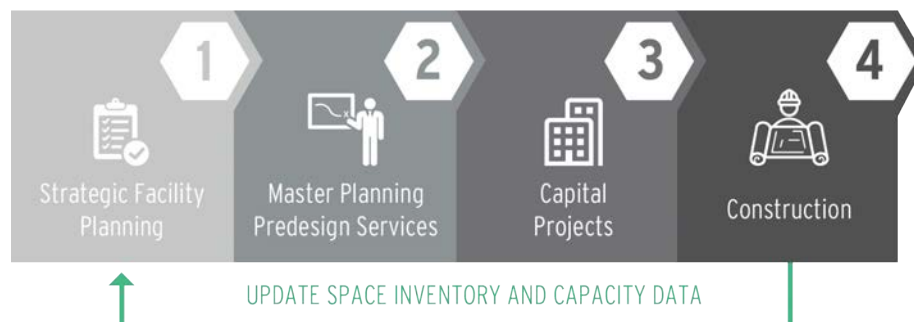 1
2
3
4
Strategic Facility
Planning
Master Planning
Predesign Services
Capital
Projects
Construction
UPDATE SPACE INVENTORY AND CAPACITY DATA